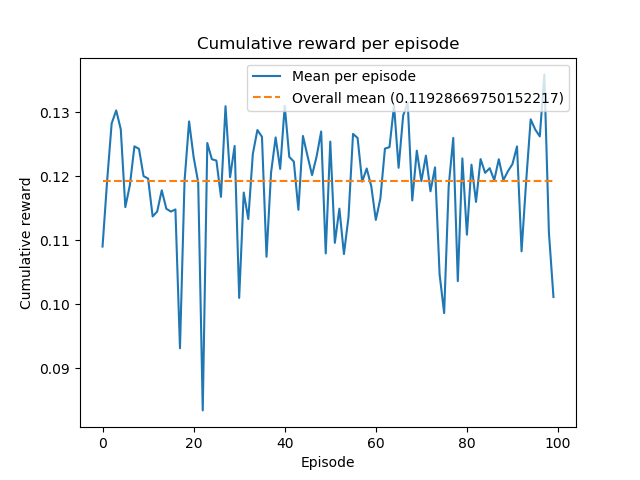 Cumulative reward per episode
Mean per episode
Overall mean (0.11928669750152217)
Cumulative reward
0.13
0.12
0.11
0.10
0.09
0 20 40 60 80 100
Episode